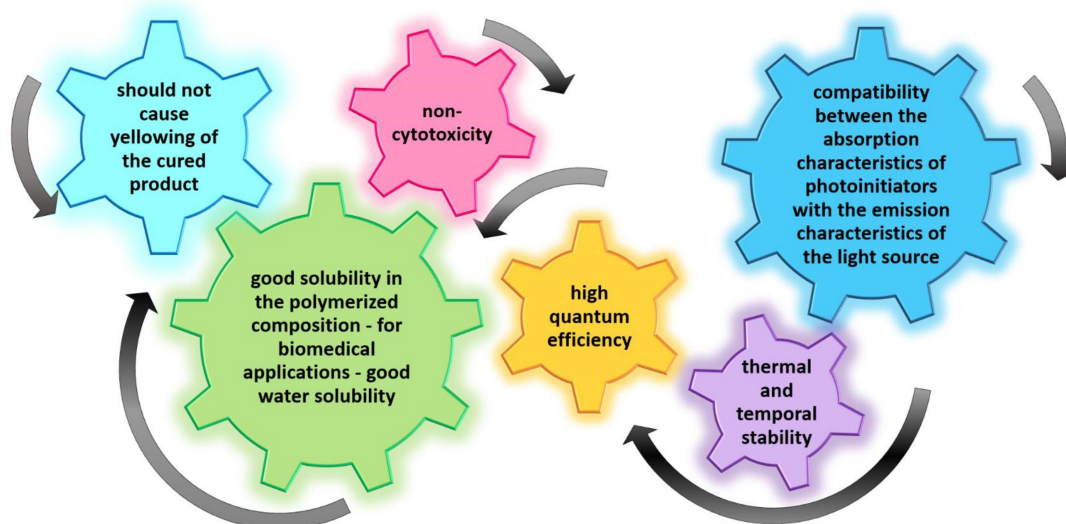 should not
cause
yellowing of
the cured
product
non-
cytotoxicity
compatibility
between the
absorption
characteristics of
photoinitiators
with the emission
characteristics of
the light source
good solubility in
the polymerized
composition - for
biomedical
applications - good
water solubility
high
quantum
efficiency
thermal
and
temporal
stability